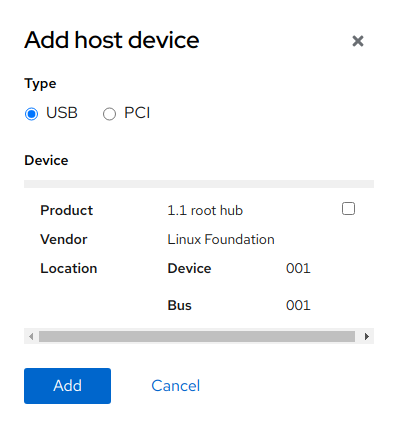 Add host device
Type
USB PCI
Device
Product 1.1 root hub
Vendor Linux Foundation
Location Device 001
Bus 001
Add Cancel